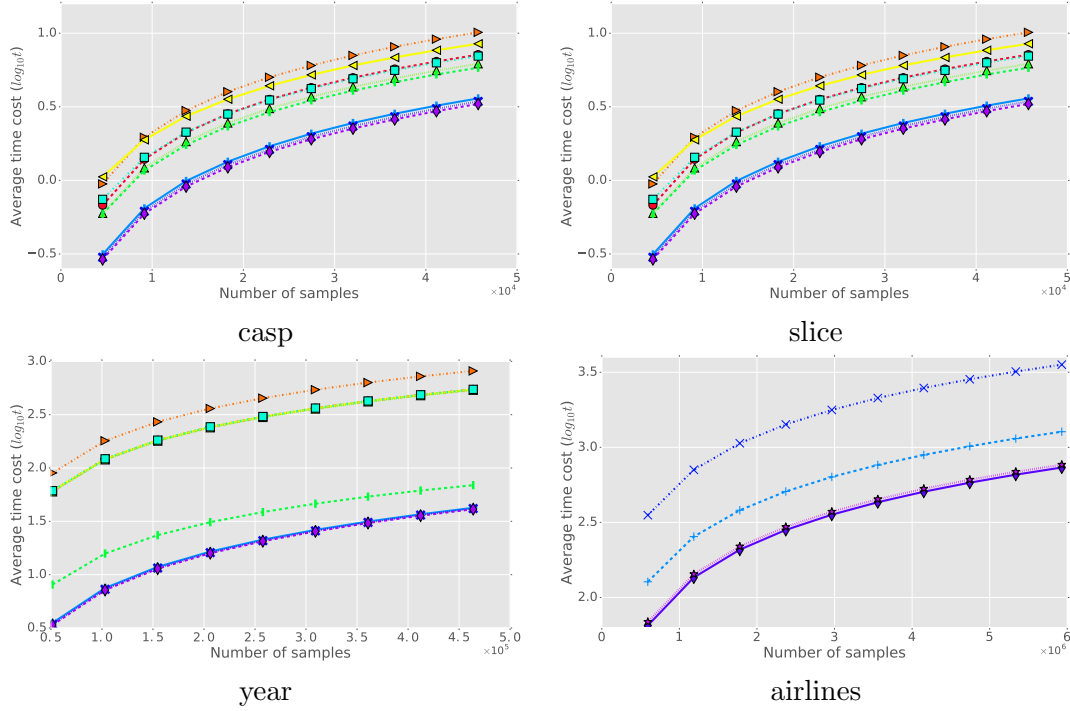 1.0
0.5
0.0
−0.5
Average time cost (log10t)
0 1 2 3 4 5
Number of samples
×10^4
casp
1.0
0.5
0.0
−0.5
Average time cost (log10t)
0 1 2 3 4 5
Number of samples
×10^4
slice
3.0
2.5
2.0
1.5
1.0
0.5
Average time cost (log10t)
0.5 1.0 1.5 2.0 2.5 3.0 3.5 4.0 4.5 5.0
Number of samples
×10^5
year
3.5
3.0
2.5
2.0
Average time cost (log10t)
0 1 2 3 4 5 6
Number of samples
×10^6
airlines